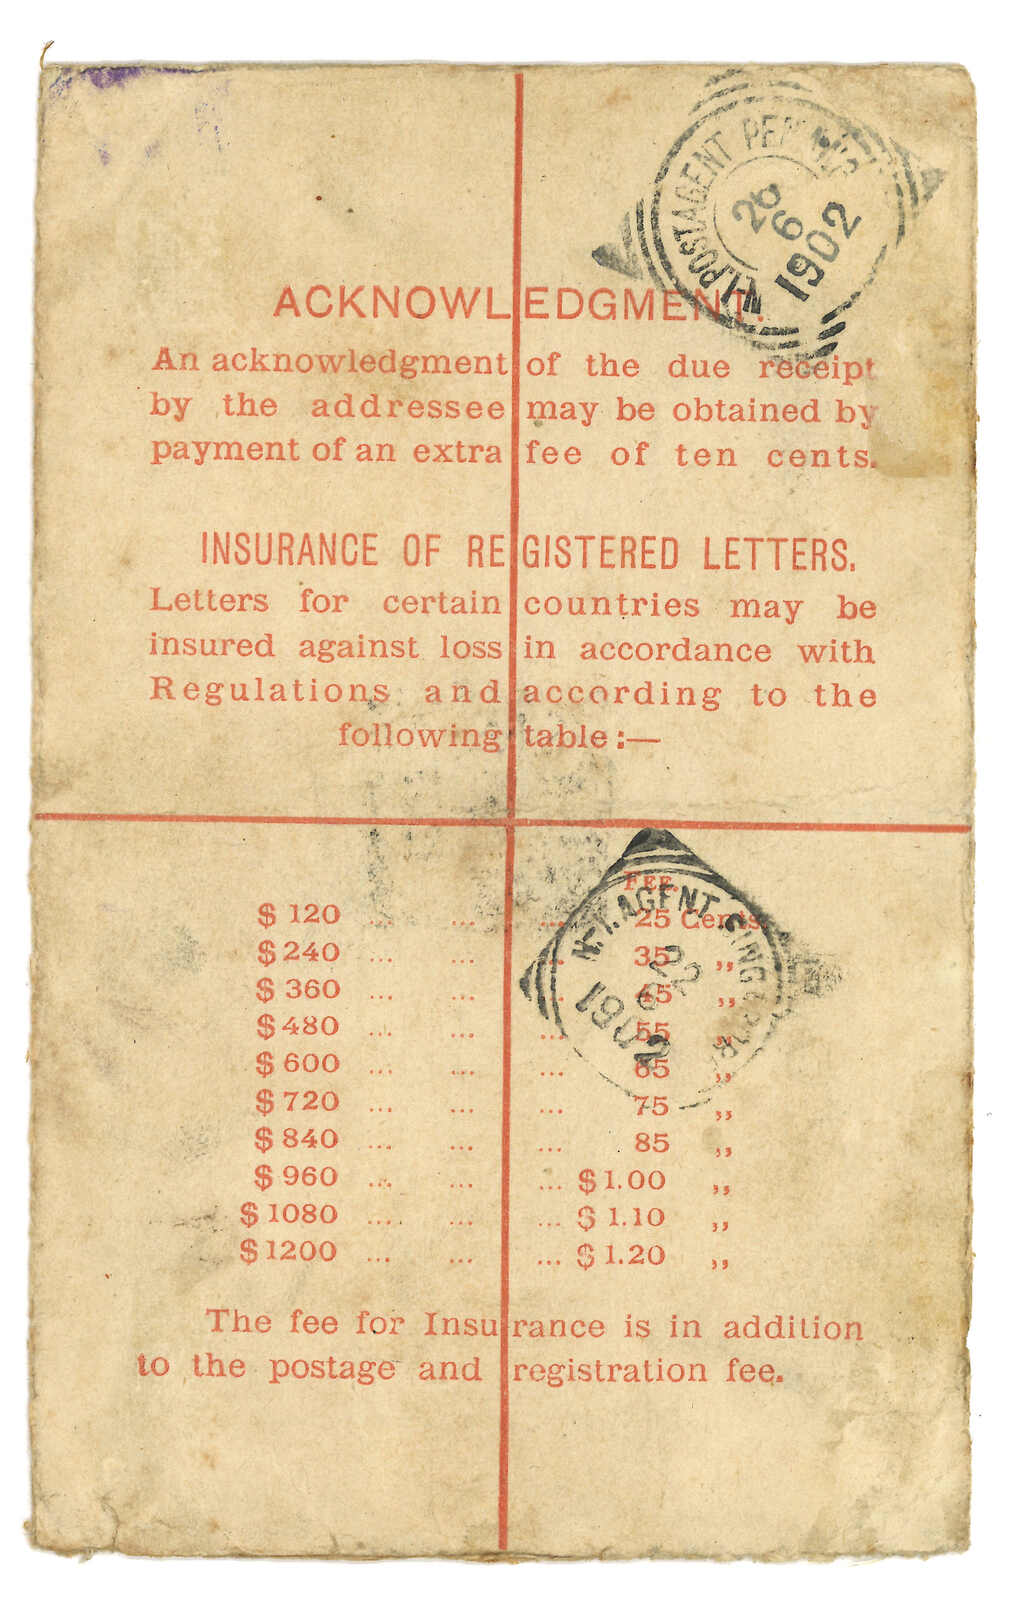 N.I. POSTAGENT
26
6
1902
ACKNOWLEDGMENT.
An acknowledgment of the due receipt
by the addressee may be obtained by
payment of an extra fee of ten cents.
INSURANCE OF REGISTERED LETTERS.
Letters for certain countries may be
insured against loss in accordance with
Regulations and according to the
following table :—
FEE.
$ 120 ... ... ... 25 Cents
$ 240 ... ... ... 35 „
$ 360 ... ... ... 45 „
$ 480 ... ... ... 55 „
$ 600 ... ... ... 65 „
$ 720 ... ... ... 75 „
$ 840 ... ... ... 85 „
$ 960 ... ... ... $ 1.00 „
$ 1080 ... ... ... $ 1.10 „
$ 1200 ... ... ... $ 1.20 „
N. I. AGENT
22
1902
The fee for Insurance is in addition
to the postage and registration fee.